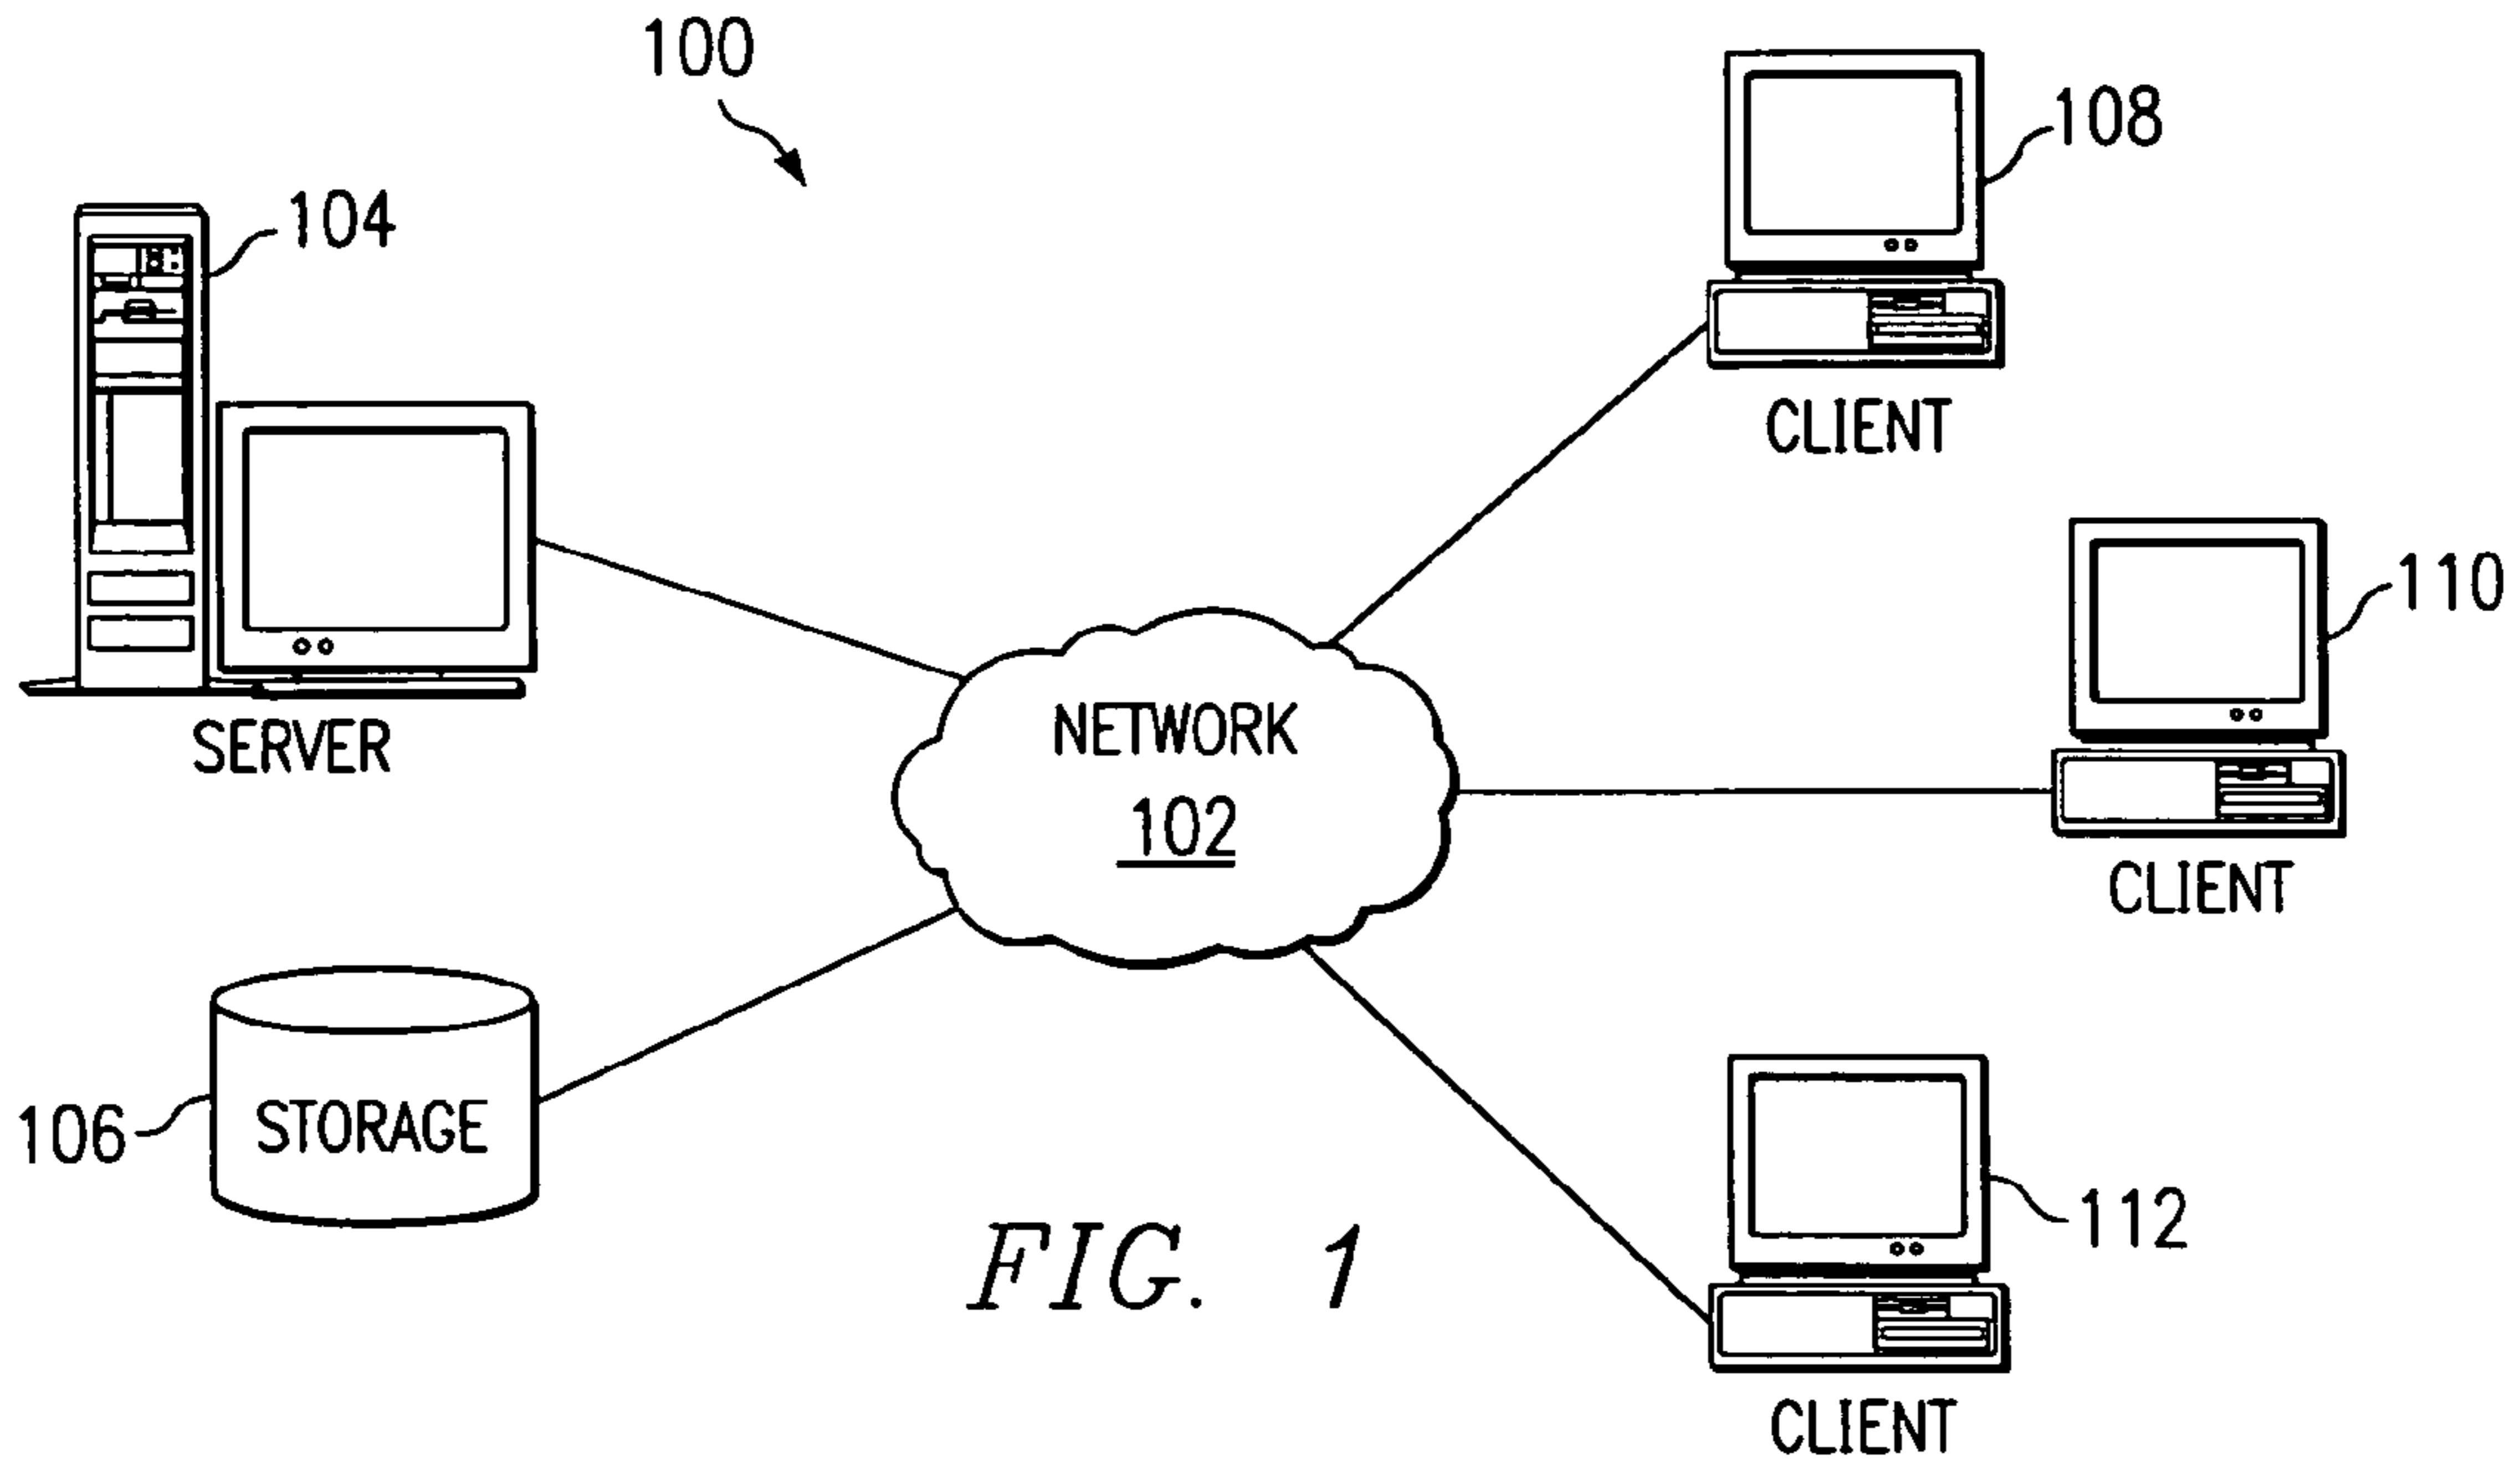 100
108
104
CLIENT
110
NETWORK
102
SERVER
CLIENT
106
STORAGE
112
FIG. 1
CLIENT